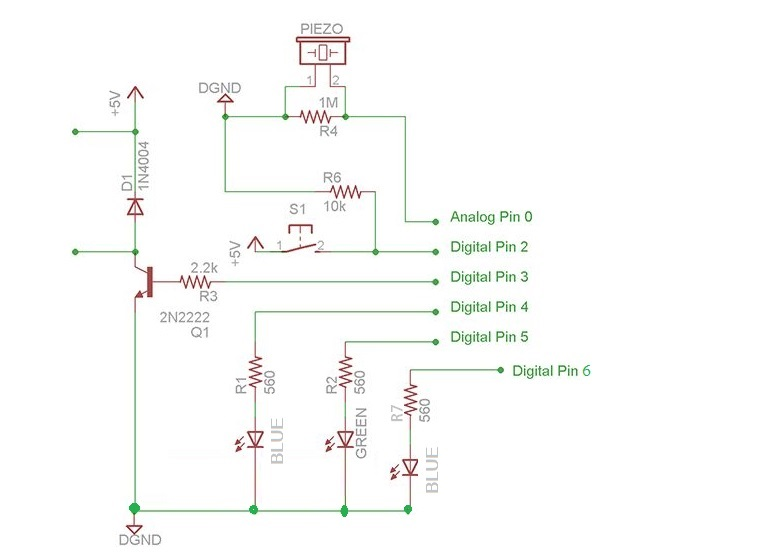 PIEZO
1 2
DGND
1M
R4
+5V
1N4004
D1
R6
10k
S1
Analog Pin 0
+5V
1 2
Digital Pin 2
2.2k
R3
Digital Pin 3
2N2222
Q1
Digital Pin 4
Digital Pin 5
Digital Pin 6
R1
560
R2
560
R7
560
BLUE
GREEN
BLUE
DGND